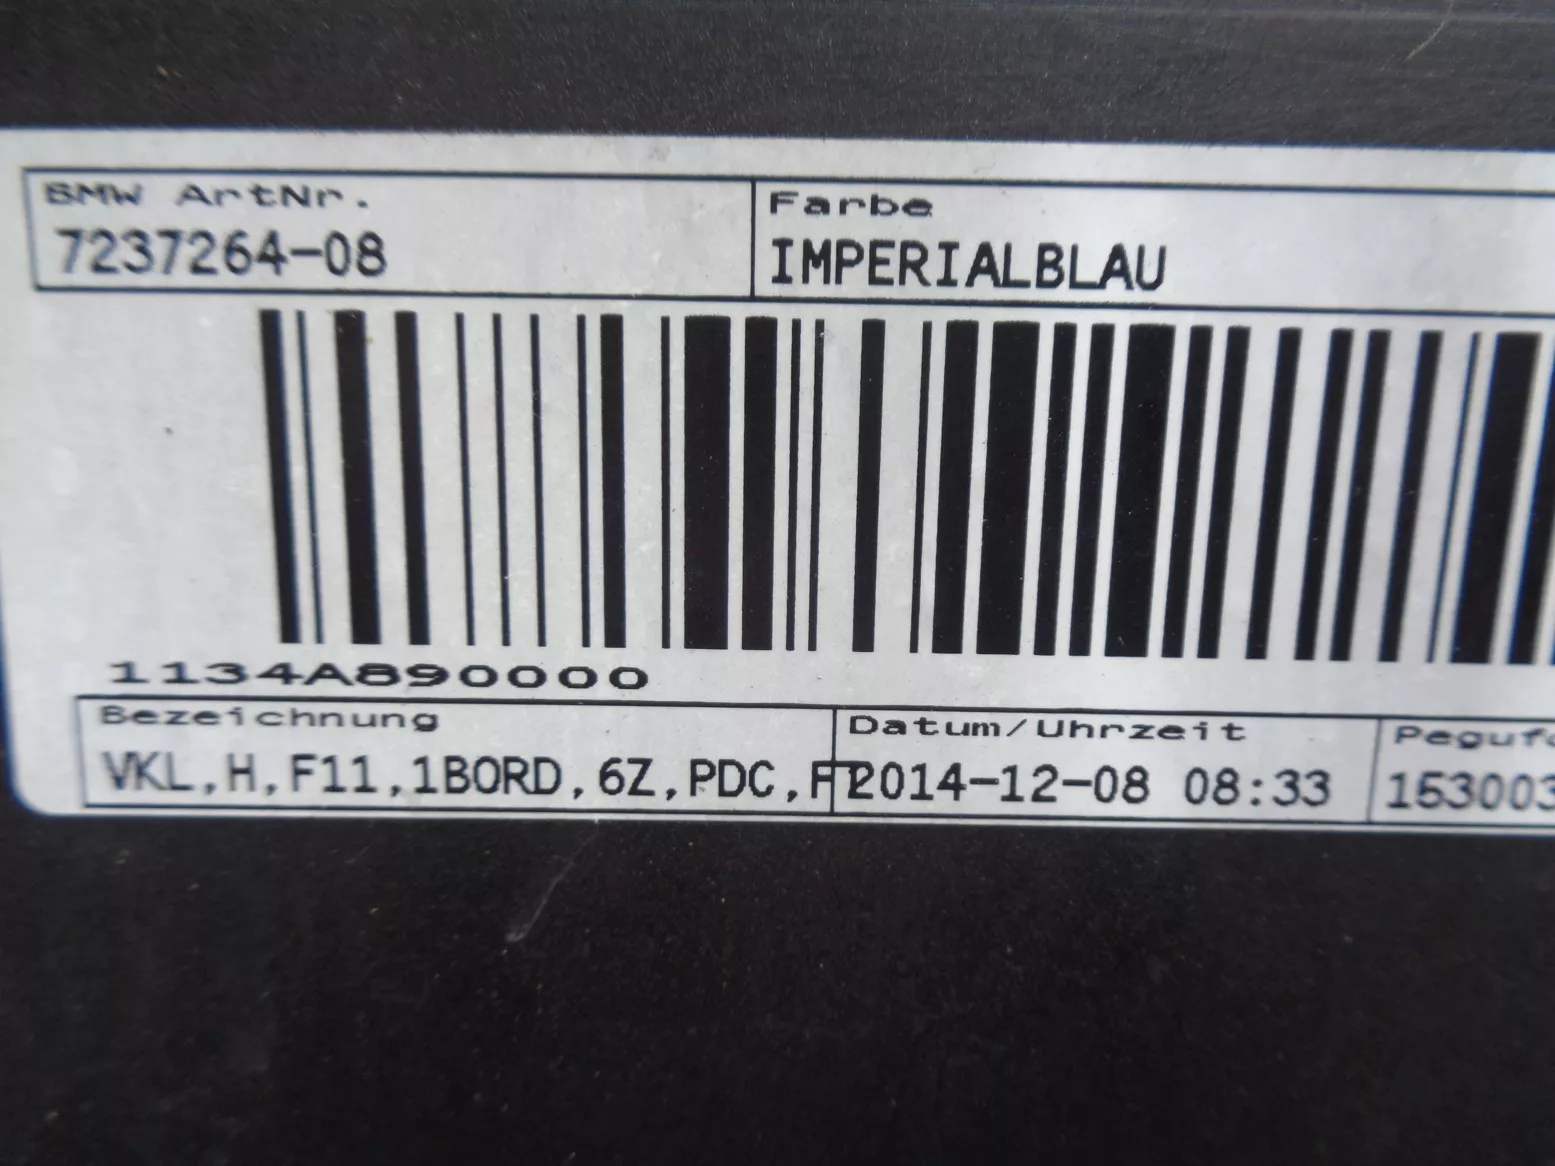 BMW ArtNr.
7237264-08
Farbe
IMPERIALBLAU
1134A890000
Bezeichnung
VKL,H,F11,1BORD,6Z,PDC,
Datum/Uhrzeit
2014-12-08 08:33